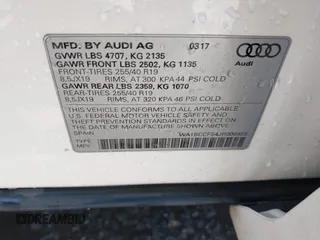 MFD. BY AUDI AG 0317
GVWR LBS 4707, KG 2135
GAWR FRONT LBS 2502, KG 1135
FRONT-TIRES 255/40 R19
8,5JX19 RIMS, AT 300 KPA 44 PSI COLD
GAWR REAR LBS 2359, KG 1070
REAR-TIRES 255/40 R19
8,5JX19 RIMS, AT 320 KPA 46 PSI COLD
Audi
THIS VEHICLE CONFORMS TO ALL APPLICABLE
U.S. FEDERAL MOTOR VEHICLE SAFETY,
BUMPER, AND THEFT PREVENTION STANDARDS
IN EFFECT ON THE DATE OF MANUFACTURE
SHOWN ABOVE.
SPAIN